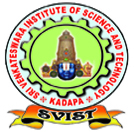 SRI VENKATESWARA INSTITUTE OF SCIENCE AND TECHNOLOGY
KADAPA
SVIST